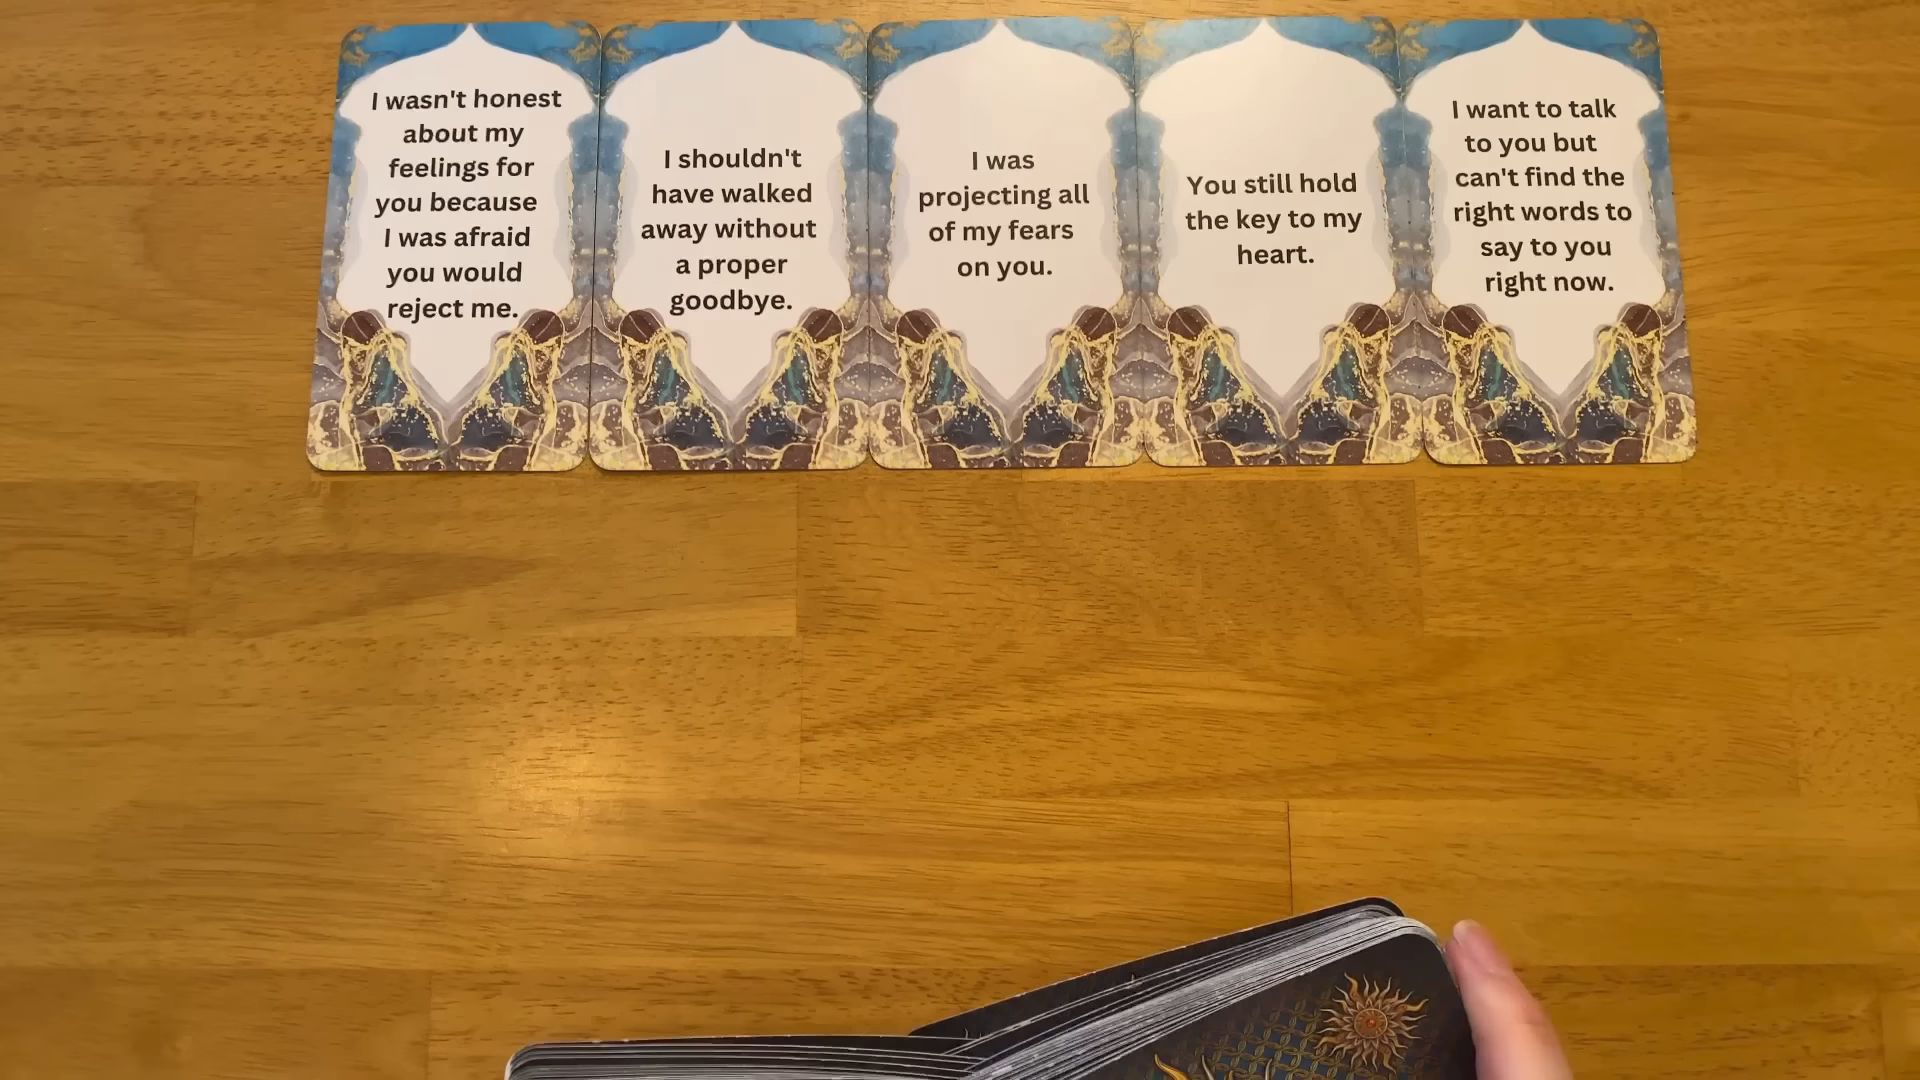 I wasn't honest
about my
feelings for
you because
I was afraid
you would
reject me.
I shouldn't
have walked
away without
a proper
goodbye.
I was
projecting all
of my fears
on you.
You still hold
the key to my
heart.
I want to talk
to you but
can't find the
right words to
say to you
right now.